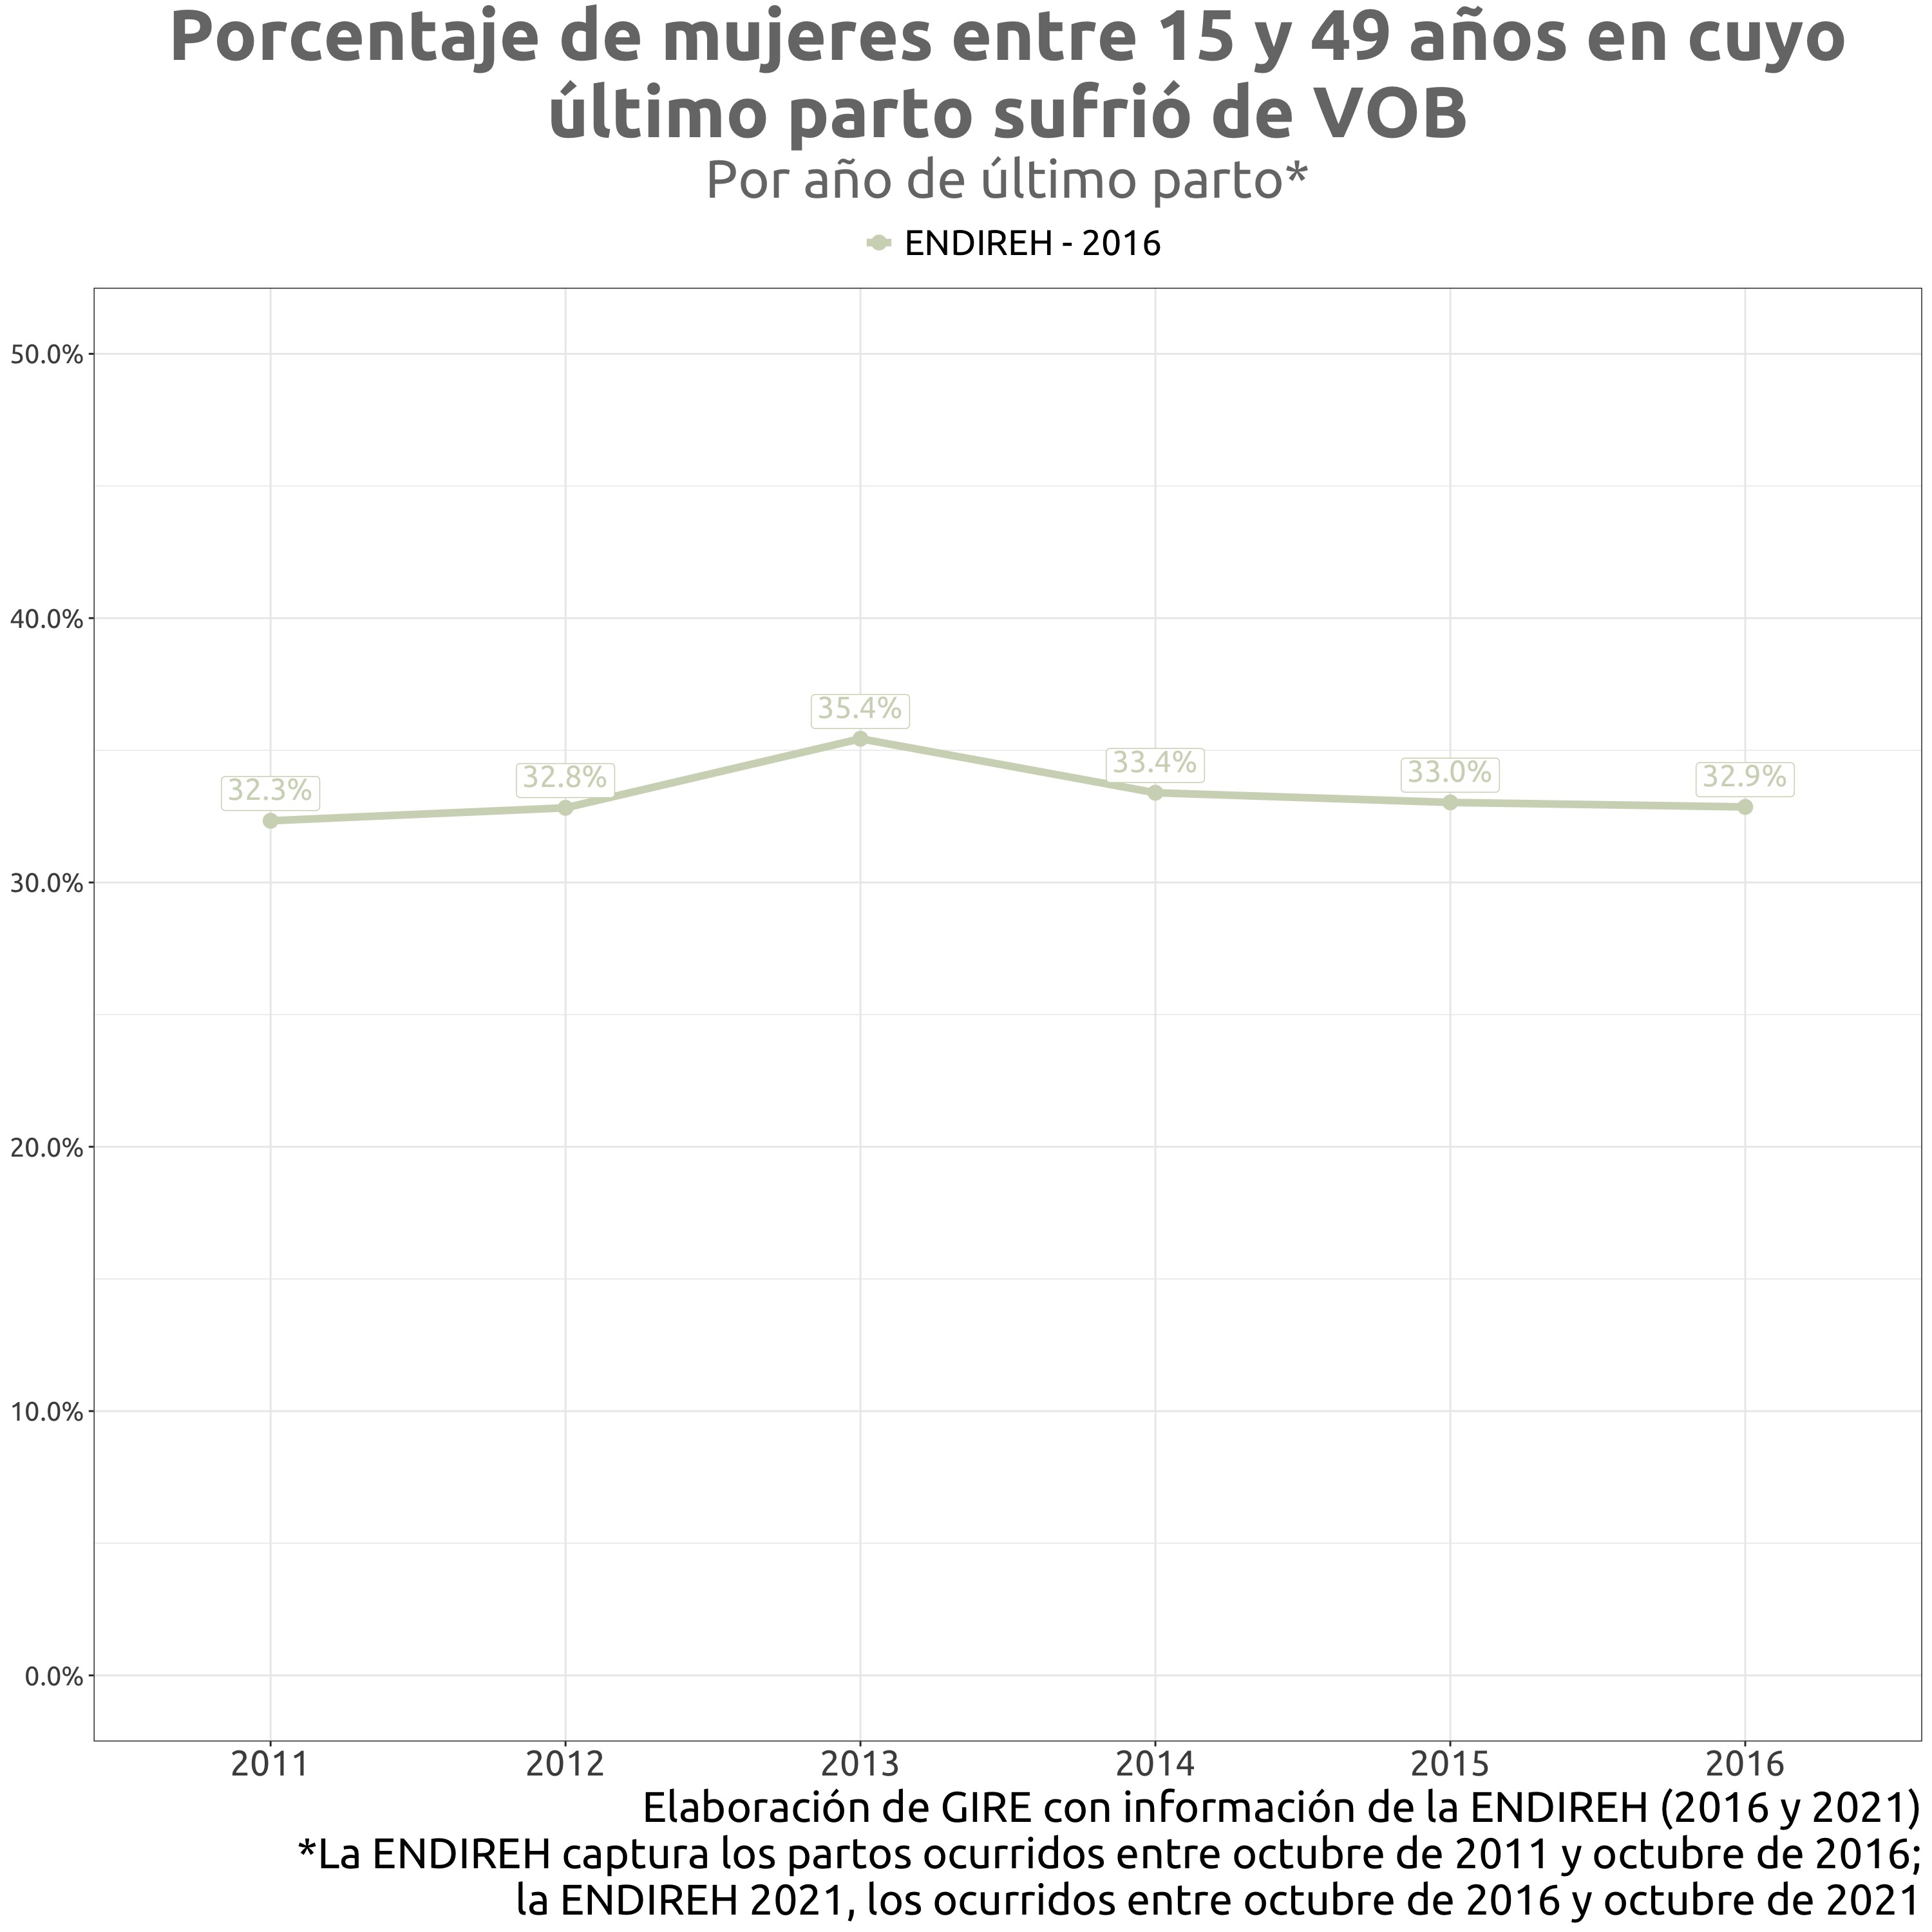 Porcentaje de mujeres entre 15 y 49 años en cuyo
último parto sufrió de VOB
Por año de último parto*
ENDIREH - 2016
50.0%
40.0%
30.0%
20.0%
10.0%
0.0%
32.3%
32.8%
35.4%
33.4%
33.0%
32.9%
2011
2012
2013
2014
2015
2016
Elaboración de GIRE con información de la ENDIREH (2016 y 2021)
*La ENDIREH captura los partos ocurridos entre octubre de 2011 y octubre de 2016;
la ENDIREH 2021, los ocurridos entre octubre de 2016 y octubre de 2021